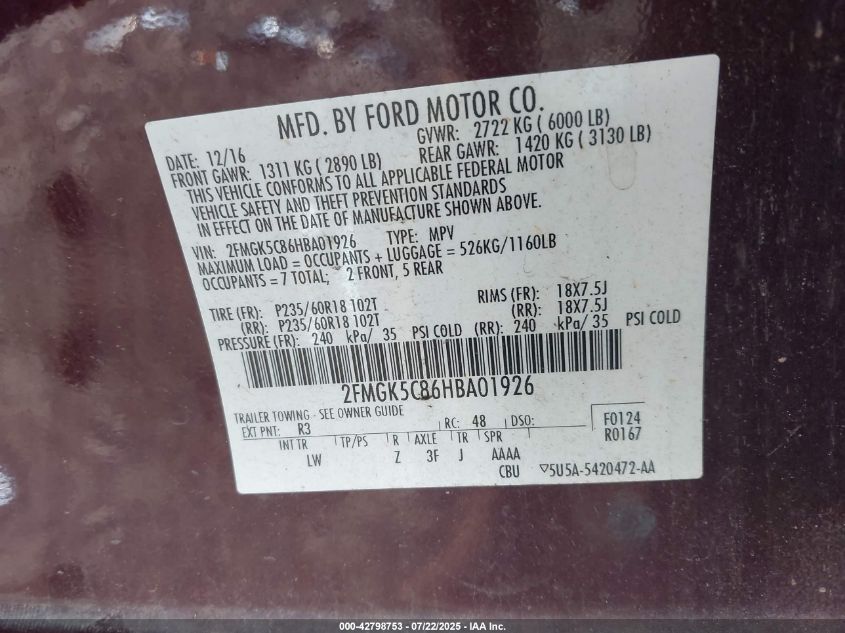 MFD. BY FORD MOTOR CO.
DATE: 12/16 GVWR: 2722 KG ( 6000 LB)
FRONT GAWR: 1311 KG ( 2890 LB) REAR GAWR: 1420 KG ( 3130 LB)
THIS VEHICLE CONFORMS TO ALL APPLICABLE FEDERAL MOTOR
VEHICLE SAFETY AND THEFT PREVENTION STANDARDS
IN EFFECT ON THE DATE OF MANUFACTURE SHOWN ABOVE.
VIN: 2FMGK5C86HBA01926 TYPE: MPV
MAXIMUM LOAD = OCCUPANTS + LUGGAGE = 526KG/1160LB
OCCUPANTS = 7 TOTAL; 2 FRONT, 5 REAR
TIRE (FR): P235/60R18 102T RIMS (FR): 18X7.5J
(RR): P235/60R18 102T (RR): 18X7.5J
PRESSURE (FR): 240 kPa/ 35 PSI COLD (RR): 240 kPa/ 35 PSI COLD
2FMGK5C86HBA01926
TRAILER TOWING - SEE OWNER GUIDE
EXT PNT: R3 RC: 48 DSO: F0124
R0167
INT TR TP/PS R AXLE TR SPR
LW Z 3F J AAAA
CBU ▽5U5A-5420472-AA
000-42798753 - 07/22/2025 - IAA Inc.